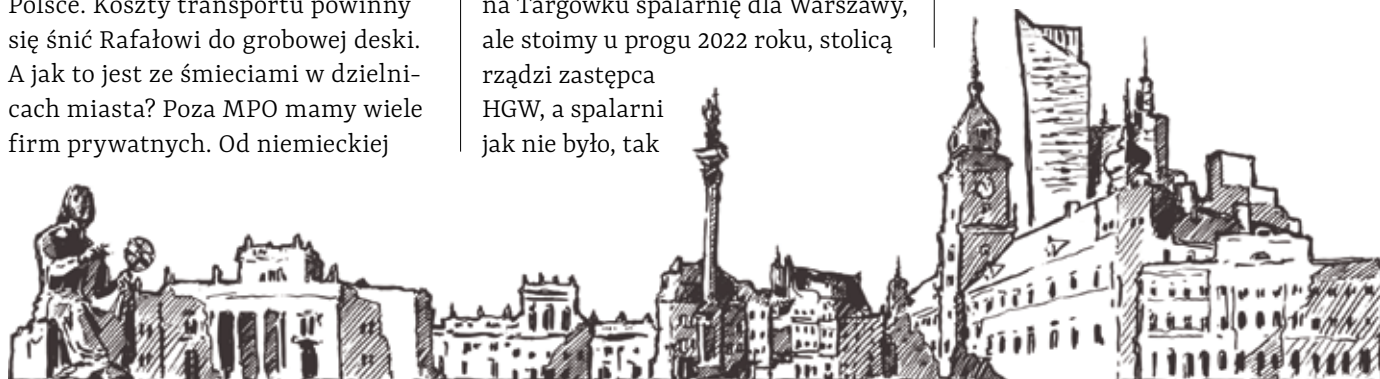 Polsce. Koszty transportu powinny
się śnić Rafałowi do grobowej deski.
A jak to jest ze śmieciami w dzielni-
cach miasta? Poza MPO mamy wiele
firm prywatnych. Od niemieckiej
na Targówku spalarnię dla Warszawy,
ale stoimy u progu 2022 roku, stolicą
rządzi zastępca
HGW, a spalarni
jak nie było, tak